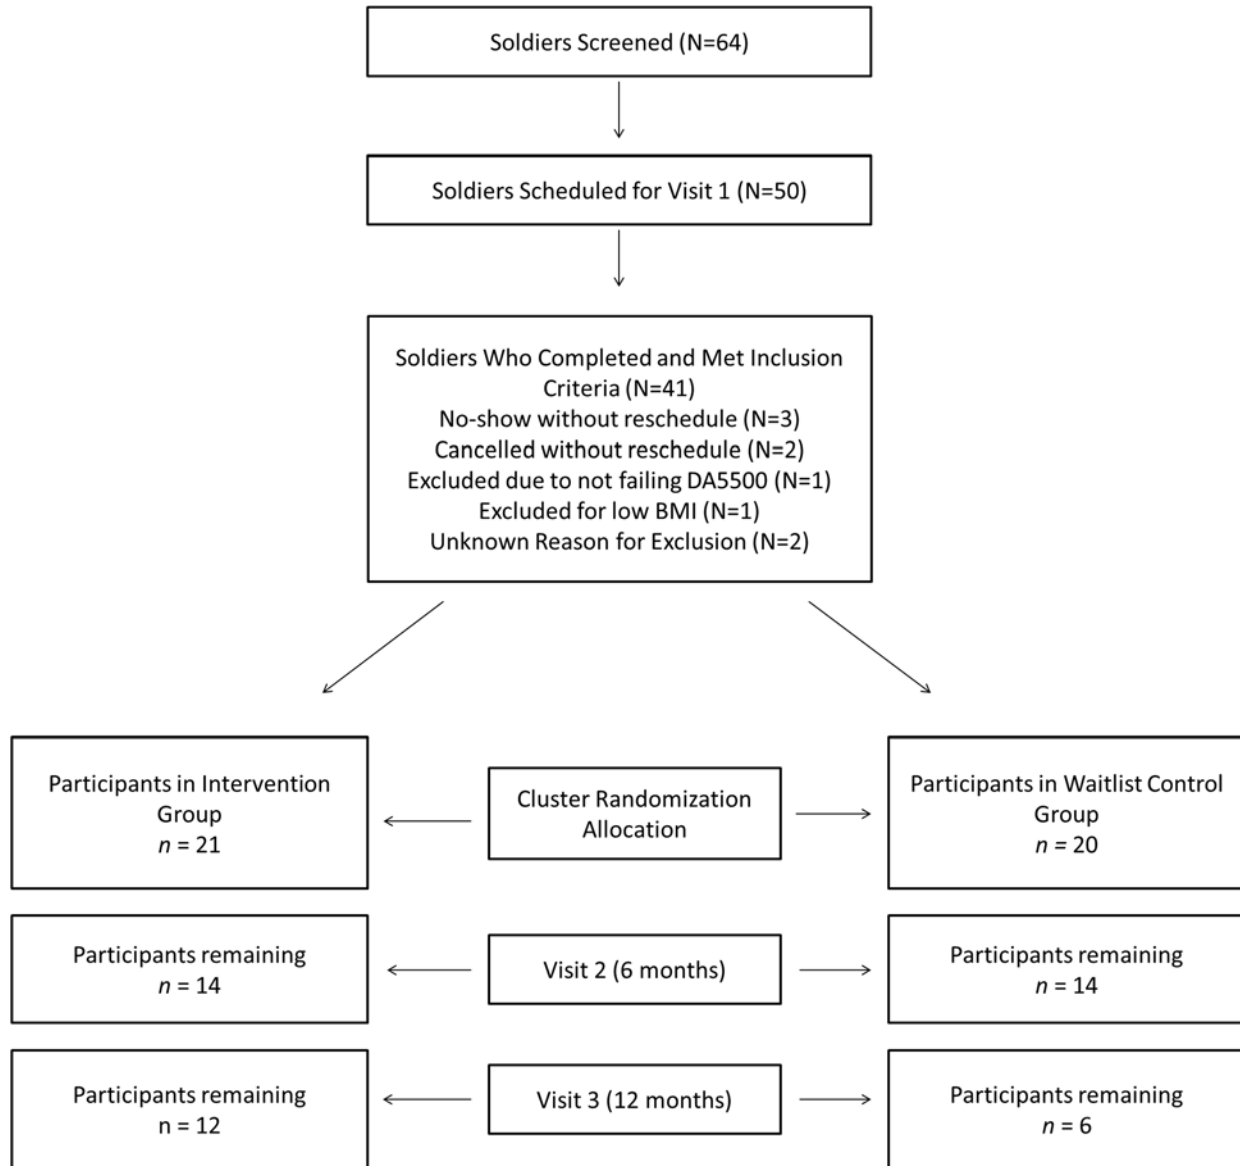 Soldiers Screened (N=64)
Soldiers Scheduled for Visit 1 (N=50)
Soldiers Who Completed and Met Inclusion
Criteria (N=41)
No-show without reschedule (N=3)
Cancelled without reschedule (N=2)
Excluded due to not failing DA5500 (N=1)
Excluded for low BMI (N=1)
Unknown Reason for Exclusion (N=2)
Participants in Intervention
Group
n = 21
Cluster Randomization
Allocation
Participants in Waitlist Control
Group
n = 20
Participants remaining
n = 14
Visit 2 (6 months)
Participants remaining
n = 14
Participants remaining
n = 12
Visit 3 (12 months)
Participants remaining
n = 6